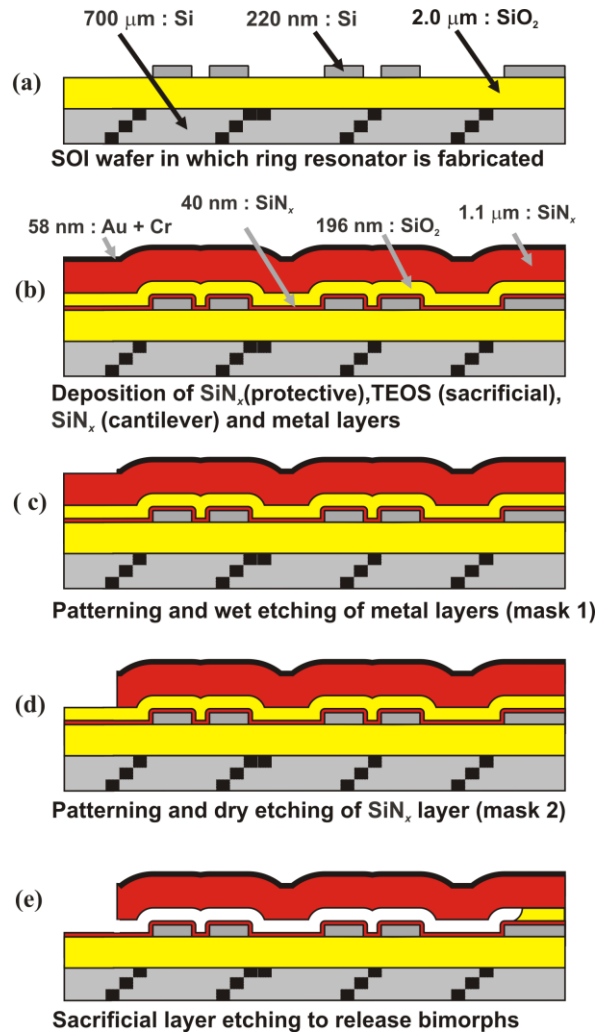 700 μm : Si 220 nm : Si 2.0 μm : SiO₂
(a)
SOI wafer in which ring resonator is fabricated
58 nm : Au + Cr 40 nm : SiNₓ 196 nm : SiO₂ 1.1 μm : SiNₓ
(b)
Deposition of SiNₓ(protective),TEOS (sacrificial),
SiNₓ (cantilever) and metal layers
( c)
Patterning and wet etching of metal layers (mask 1)
(d)
Patterning and dry etching of SiNₓ layer (mask 2)
(e)
Sacrificial layer etching to release bimorphs